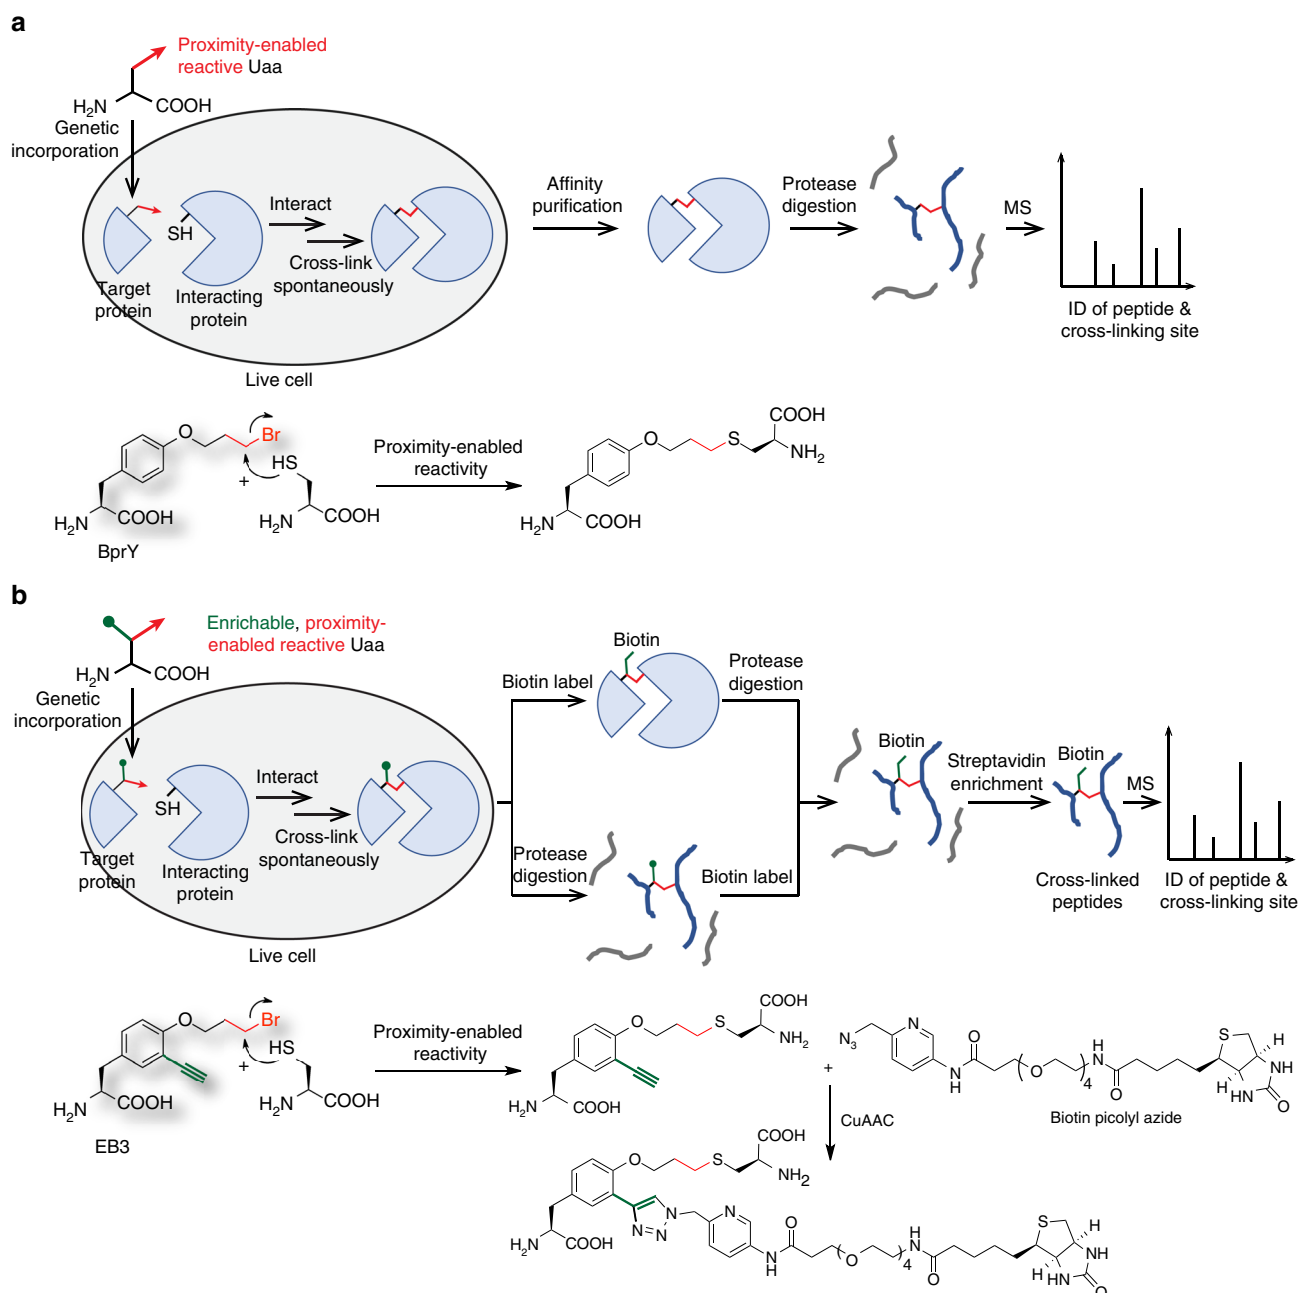 a
Proximity-enabled
reactive Uaa
H2N
COOH
Genetic
incorporation
SH
Interact
Cross-link
spontaneously
Target
protein
Interacting
protein
Live cell
Affinity
purification
Protease
digestion
MS
ID of peptide &
cross-linking site
O
Br
HS
+
H2N
COOH
H2N
COOH
BprY
Proximity-enabled
reactivity
O
S
COOH
NH2
H2N
COOH
b
Enrichable, proximity-
enabled reactive Uaa
H2N
COOH
Genetic
incorporation
SH
Interact
Cross-link
spontaneously
Target
protein
Interacting
protein
Live cell
Biotin label
Biotin
Protease
digestion
Protease
digestion
Biotin label
Biotin
Streptavidin
enrichment
Biotin
MS
Cross-linked
peptides
ID of peptide &
cross-linking site
O
Br
HS
+
H2N
COOH
H2N
COOH
EB3
Proximity-enabled
reactivity
O
S
COOH
NH2
H2N
COOH
+
N3
N
N
H
O
O
4
H
N
O
S
H
H
NH
HN
O
Biotin picolyl azide
CuAAC
O
S
COOH
NH2
H2N
COOH
N
N
N
N
N
H
O
O
4
H
N
O
S
H
H
NH
HN
O